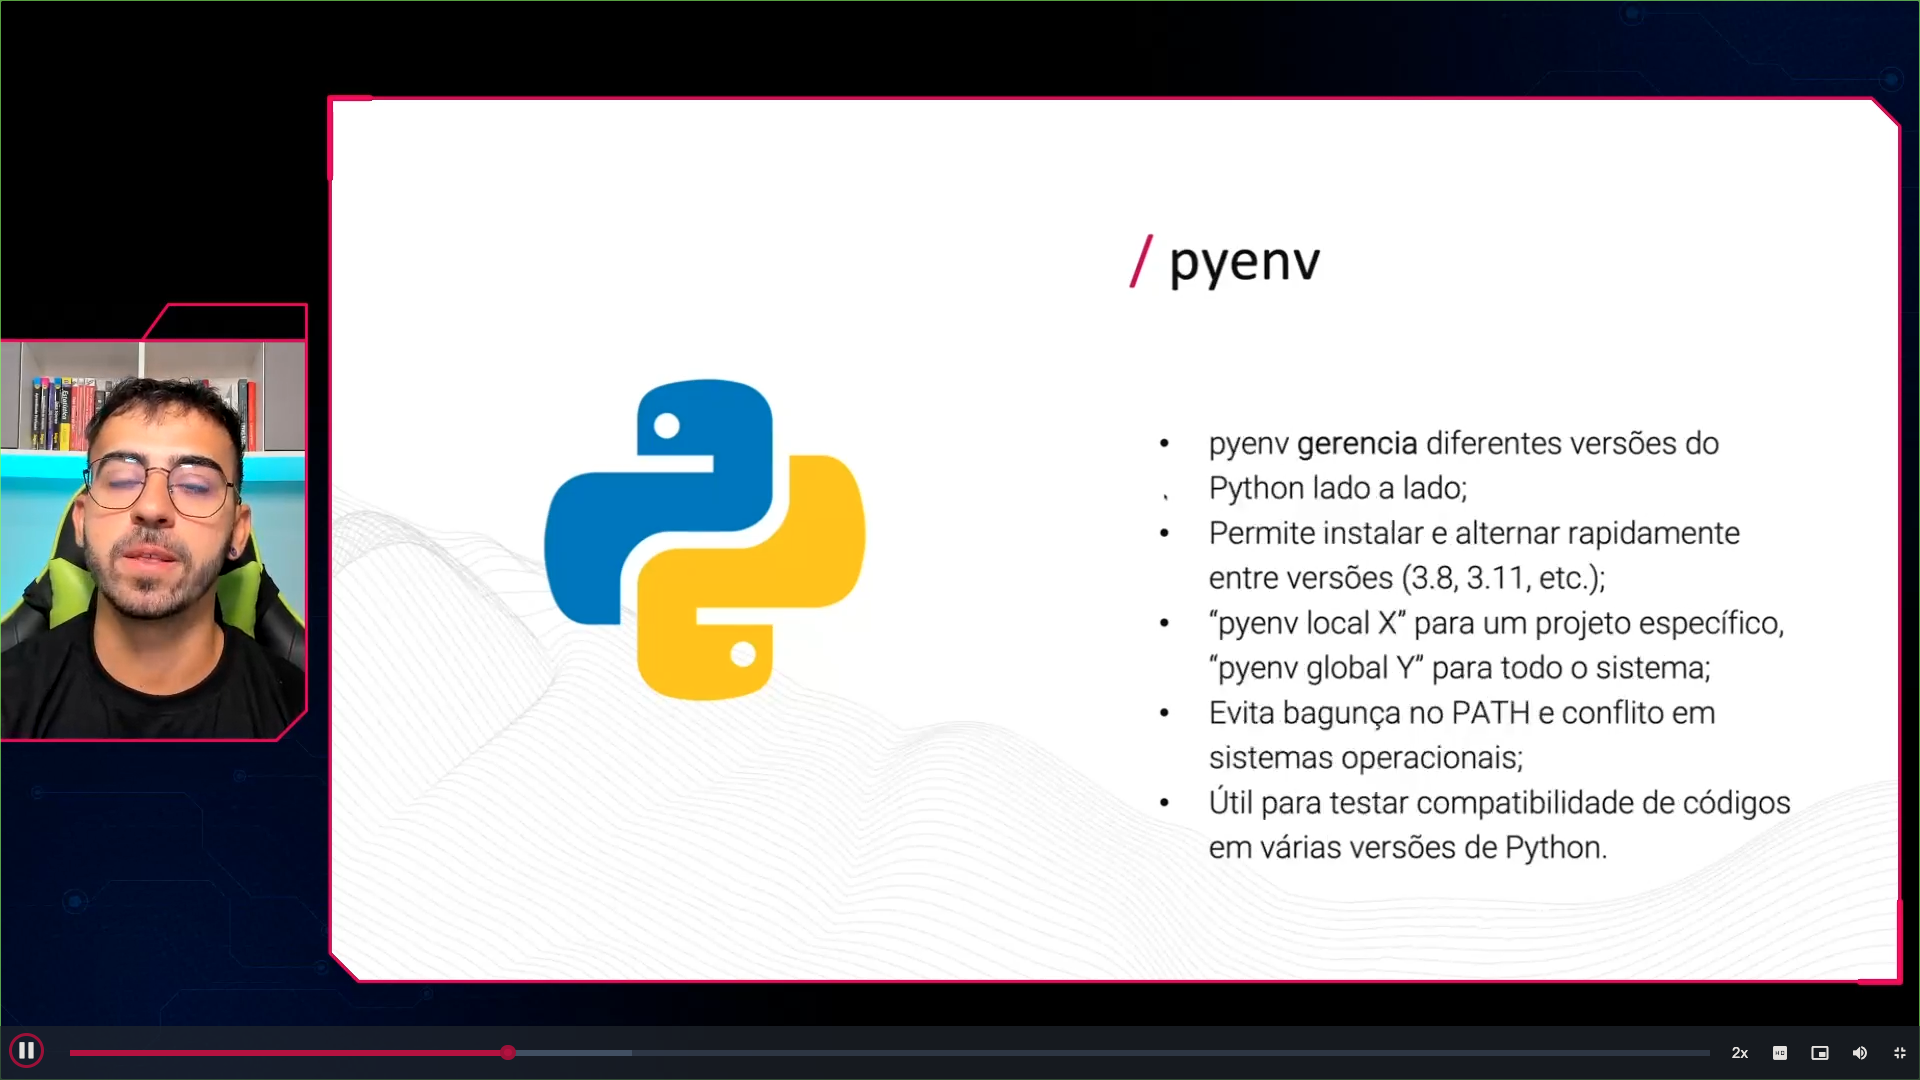 / pyenv
• pyenv gerencia diferentes versões do
Python lado a lado;
• Permite instalar e alternar rapidamente
entre versões (3.8, 3.11, etc.);
• “pyenv local X” para um projeto específico,
“pyenv global Y” para todo o sistema;
• Evita bagunça no PATH e conflito em
sistemas operacionais;
• Útil para testar compatibilidade de códigos
em várias versões de Python.
2x